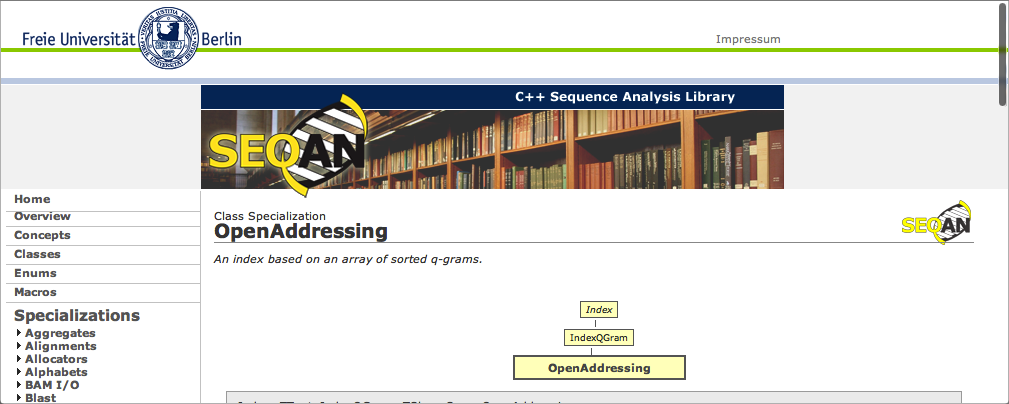 Freie Universität Berlin
Impressum
C++ Sequence Analysis Library
SEQAN
Home
Overview
Concepts
Classes
Enums
Macros
Specializations
Aggregates
Alignments
Allocators
Alphabets
BAM I/O
Blast
Class Specialization
OpenAddressing
SEQAN
An index based on an array of sorted q-grams.
Index
IndexQGram
OpenAddressing